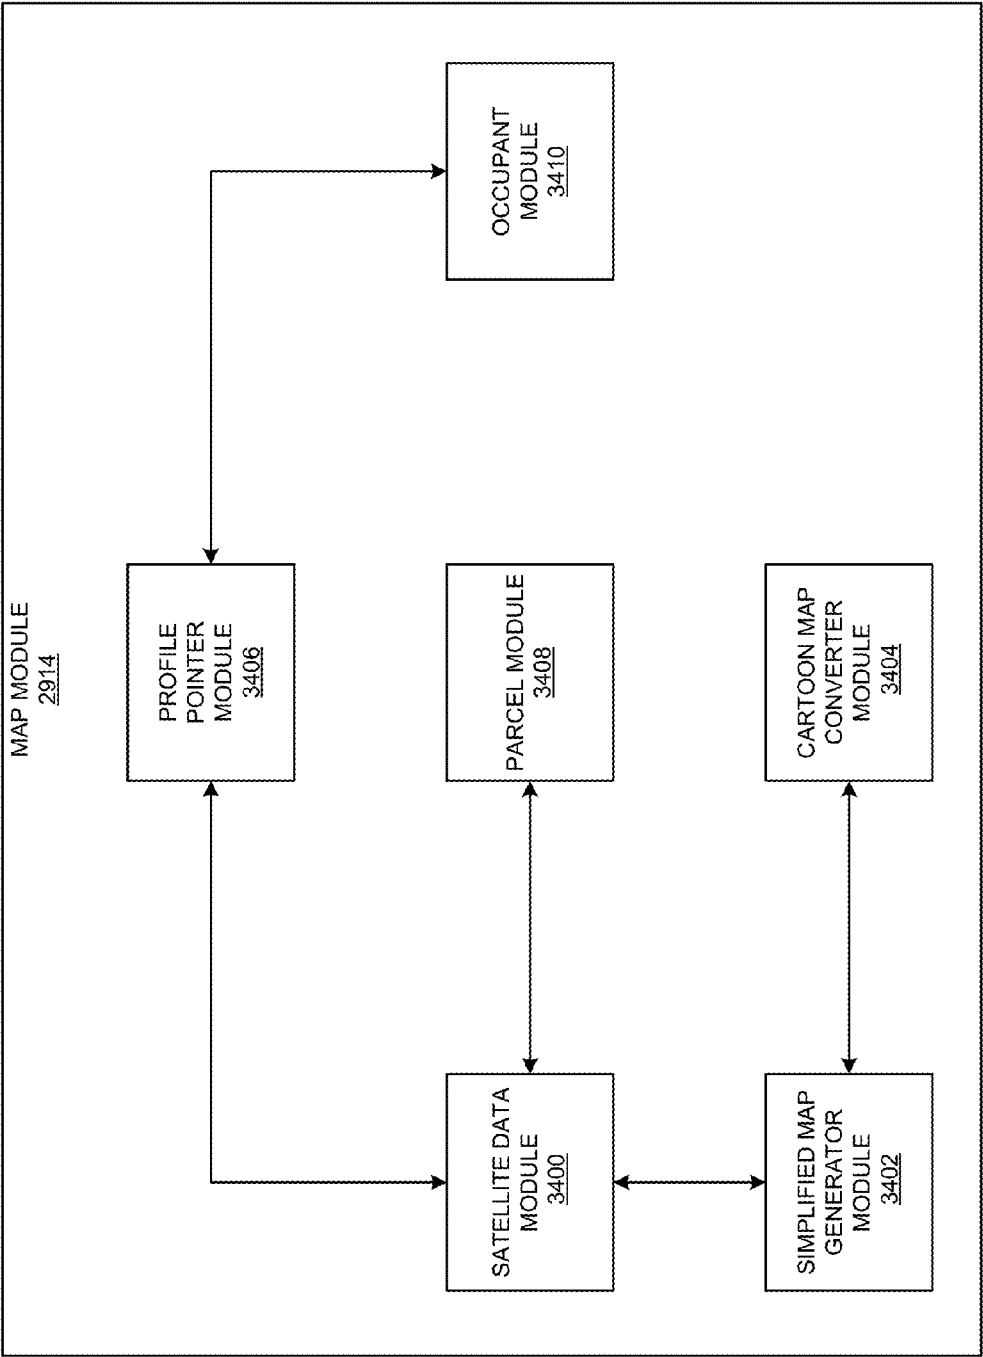 MAP MODULE
2914
PROFILE
POINTER
MODULE
3406
SATELLITE DATA
MODULE
3400
PARCEL MODULE
3408
OCCUPANT
MODULE
3410
SIMPLIFIED MAP
GENERATOR
MODULE
3402
CARTOON MAP
CONVERTER
MODULE
3404